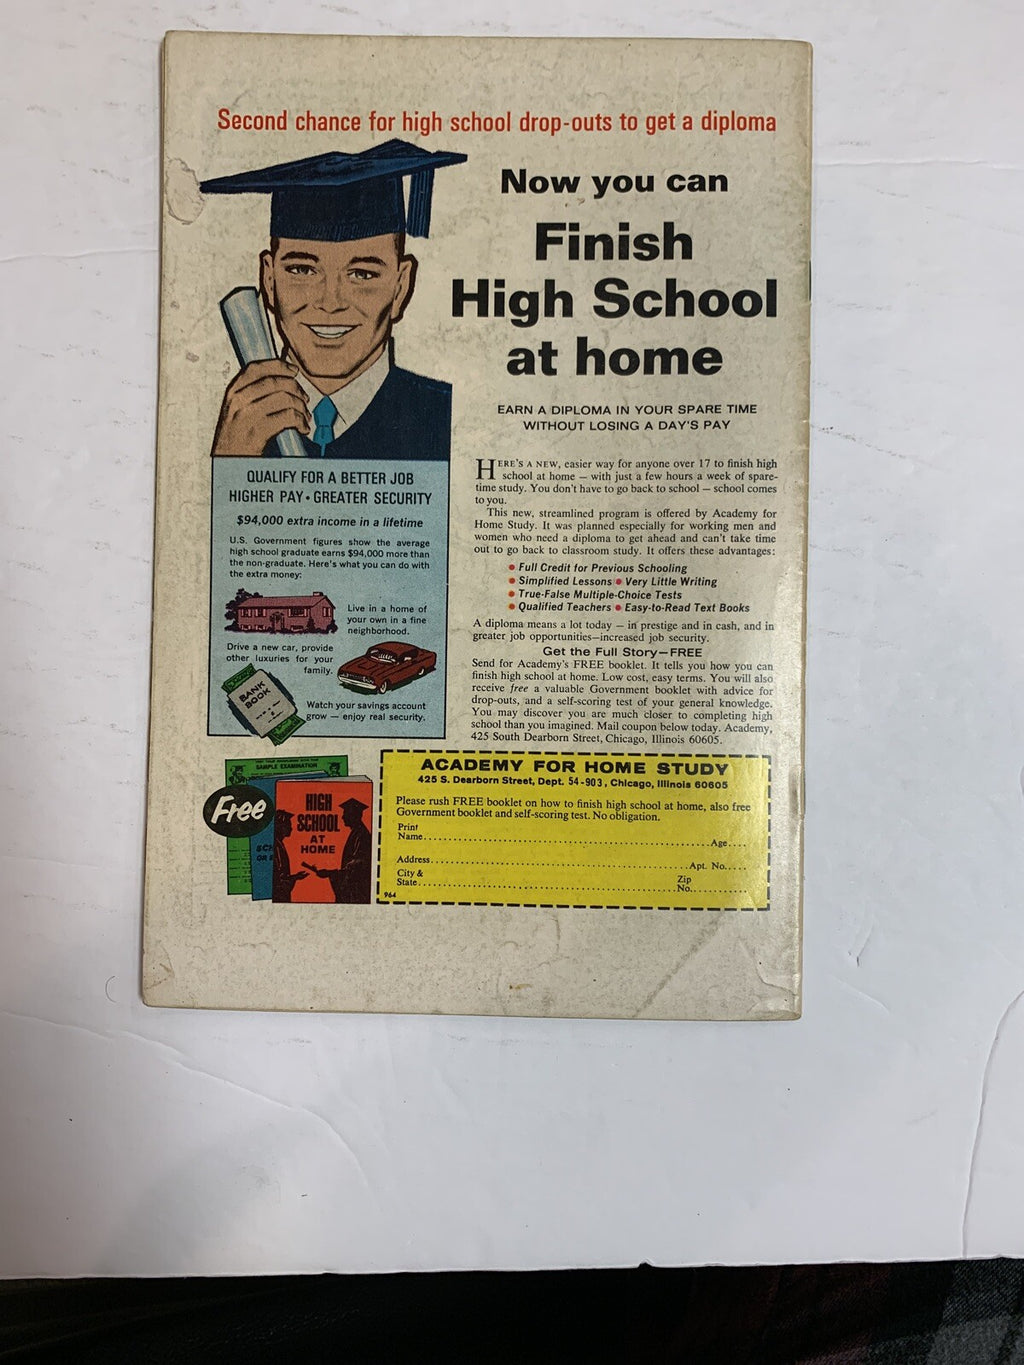 Second chance for high school drop-outs to get a diploma
Now you can
Finish
High School
at home
EARN A DIPLOMA IN YOUR SPARE TIME
WITHOUT LOSING A DAY'S PAY
QUALIFY FOR A BETTER JOB
HIGHER PAY • GREATER SECURITY
$94,000 extra income in a lifetime
U.S. Government figures show the average
high school graduate earns $94,000 more than
the non-graduate. Here's what you can do with
the extra money:
Live in a home of
your own in a fine
neighborhood.
Drive a new car, provide
other luxuries for your
family.
BANK
BOOK
Watch your savings account
grow — enjoy real security.
HERE'S A NEW, easier way for anyone over 17 to finish high
school at home — with just a few hours a week of spare-
time study. You don't have to go back to school — school comes
to you.
This new, streamlined program is offered by Academy for
Home Study. It was planned especially for working men and
women who need a diploma to get ahead and can't take time
out to go back to classroom study. It offers these advantages:
• Full Credit for Previous Schooling
• Simplified Lessons • Very Little Writing
• True-False Multiple-Choice Tests
• Qualified Teachers • Easy-to-Read Text Books
A diploma means a lot today — in prestige and in cash, and in
greater job opportunities—increased job security.
Get the Full Story—FREE
Send for Academy's FREE booklet. It tells you how you can
finish high school at home. Low cost, easy terms. You will also
receive free a valuable Government booklet with advice for
drop-outs, and a self-scoring test of your general knowledge.
You may discover you are much closer to completing high
school than you imagined. Mail coupon below today. Academy,
425 South Dearborn Street, Chicago, Illinois 60605.
SAMPLE EXAMINATION
Free
HIGH
SCHOOL
AT
HOME
ACADEMY FOR HOME STUDY
425 S. Dearborn Street, Dept. 54-903, Chicago, Illinois 60605
Please rush FREE booklet on how to finish high school at home, also free
Government booklet and self-scoring test. No obligation.
Print
Name.......... Age....
Address.......... Apt. No.....
City & Zip
State.......... No..........
964